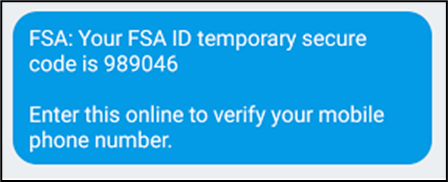 FSA: Your FSA ID temporary secure
code is 989046
Enter this online to verify your mobile
phone number.